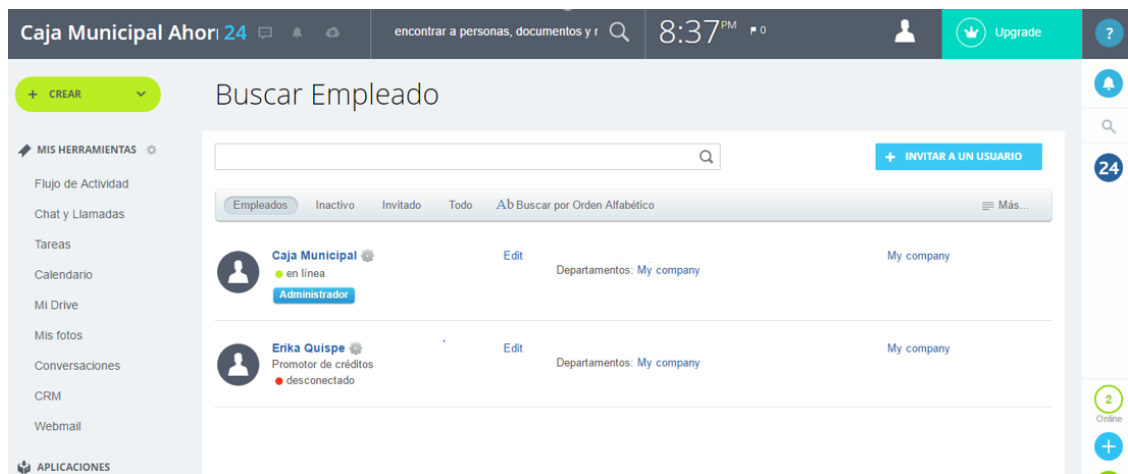 Caja Municipal Ahor 24
encontrar a personas, documentos y r
8:37 PM
0
Upgrade
?
+ CREAR
Buscar Empleado
MIS HERRAMIENTAS
+ INVITAR A UN USUARIO
24
Flujo de Actividad
Chat y Llamadas
Tareas
Calendario
Mi Drive
Mis fotos
Conversaciones
CRM
Webmail
APLICACIONES
Empleados Inactivo Invitado Todo Ab Buscar por Orden Alfabético Más...
Caja Municipal Edit My company
en línea Departamentos: My company
Administrador
Erika Quispe Edit My company
Promotor de créditos Departamentos: My company
desconectado
2
Online
+